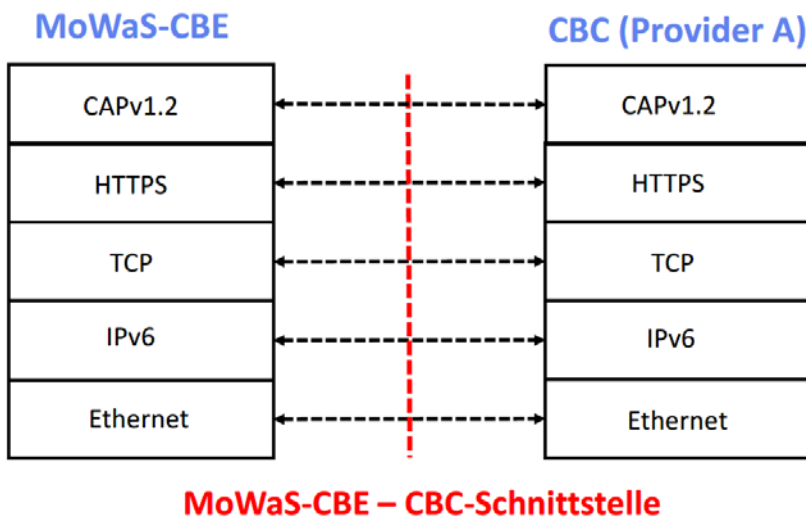 MoWaS-CBE
CBC (Provider A)
CAPv1.2
CAPv1.2
HTTPS
HTTPS
TCP
TCP
IPv6
IPv6
Ethernet
Ethernet
MoWaS-CBE – CBC-Schnittstelle